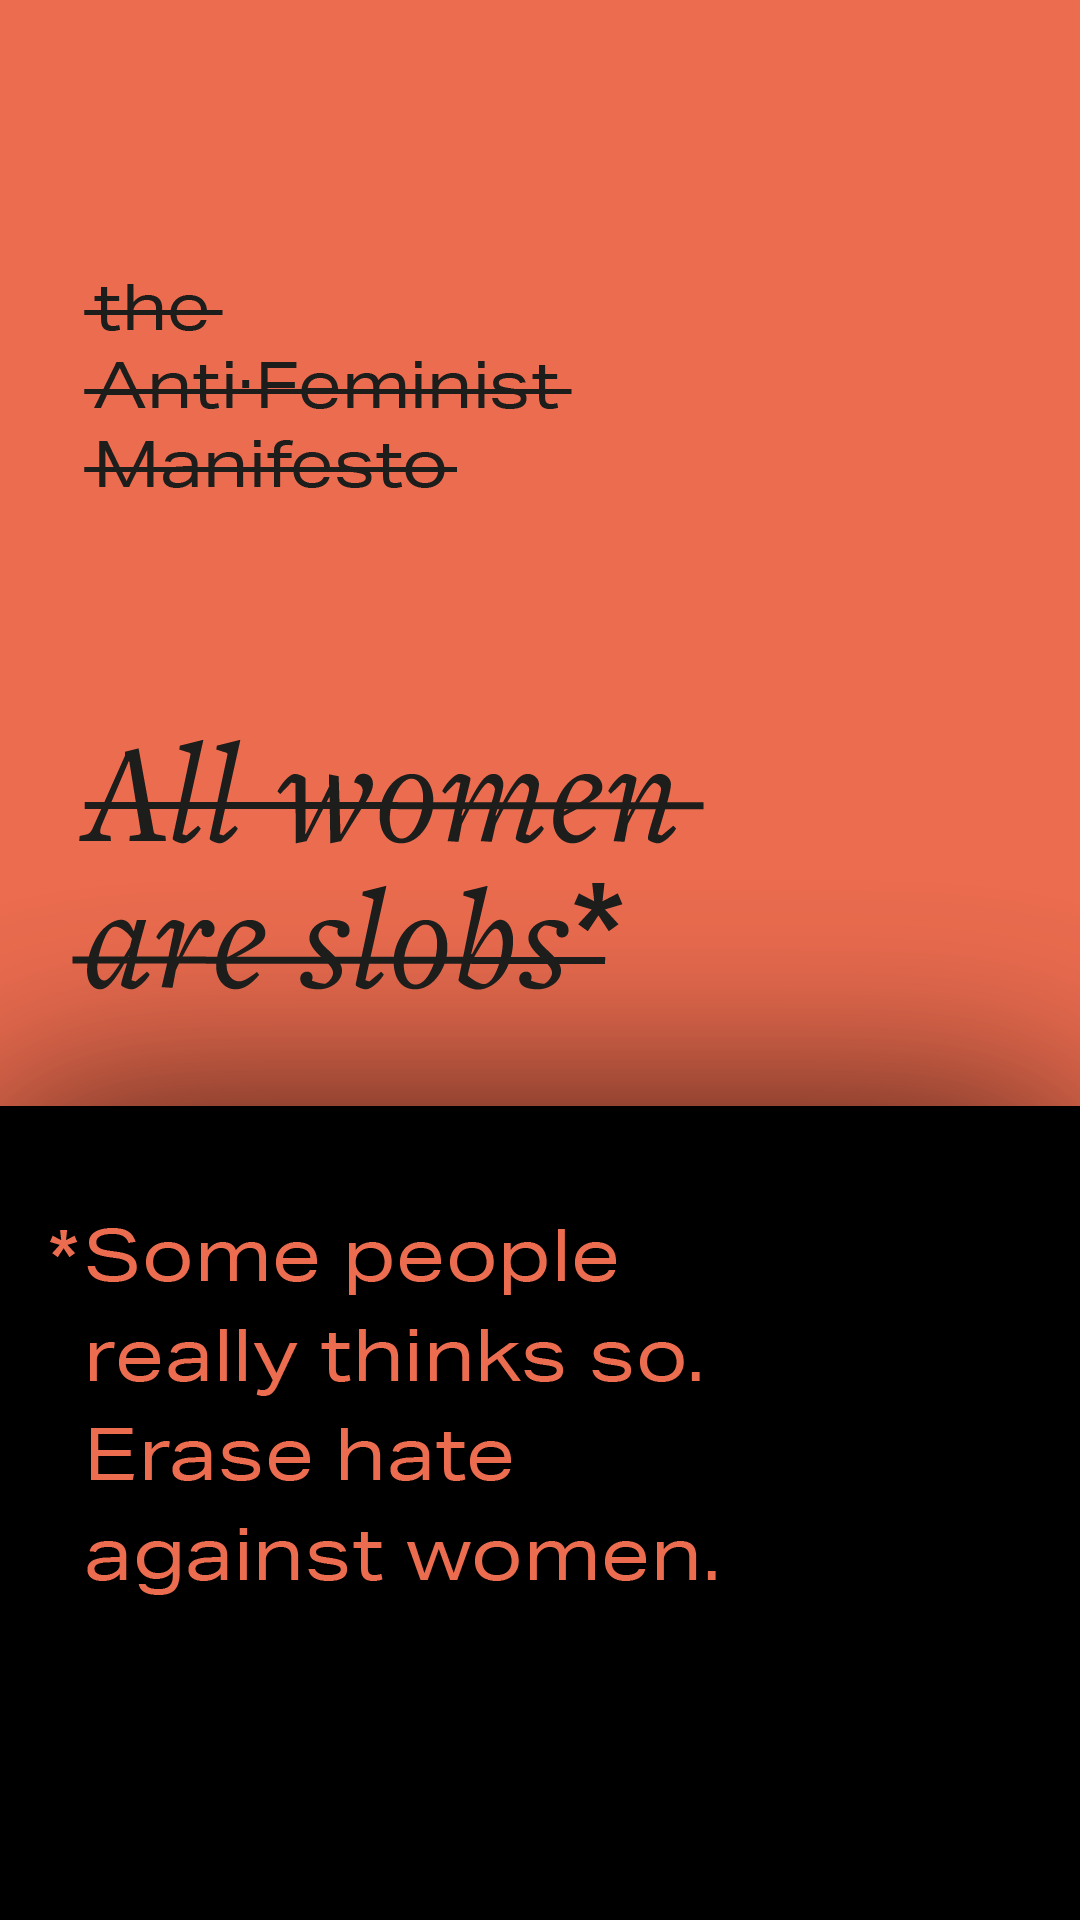 the
Anti·Feminist
Manifesto
All women
are slobs*
*Some people
really thinks so.
Erase hate
against women.